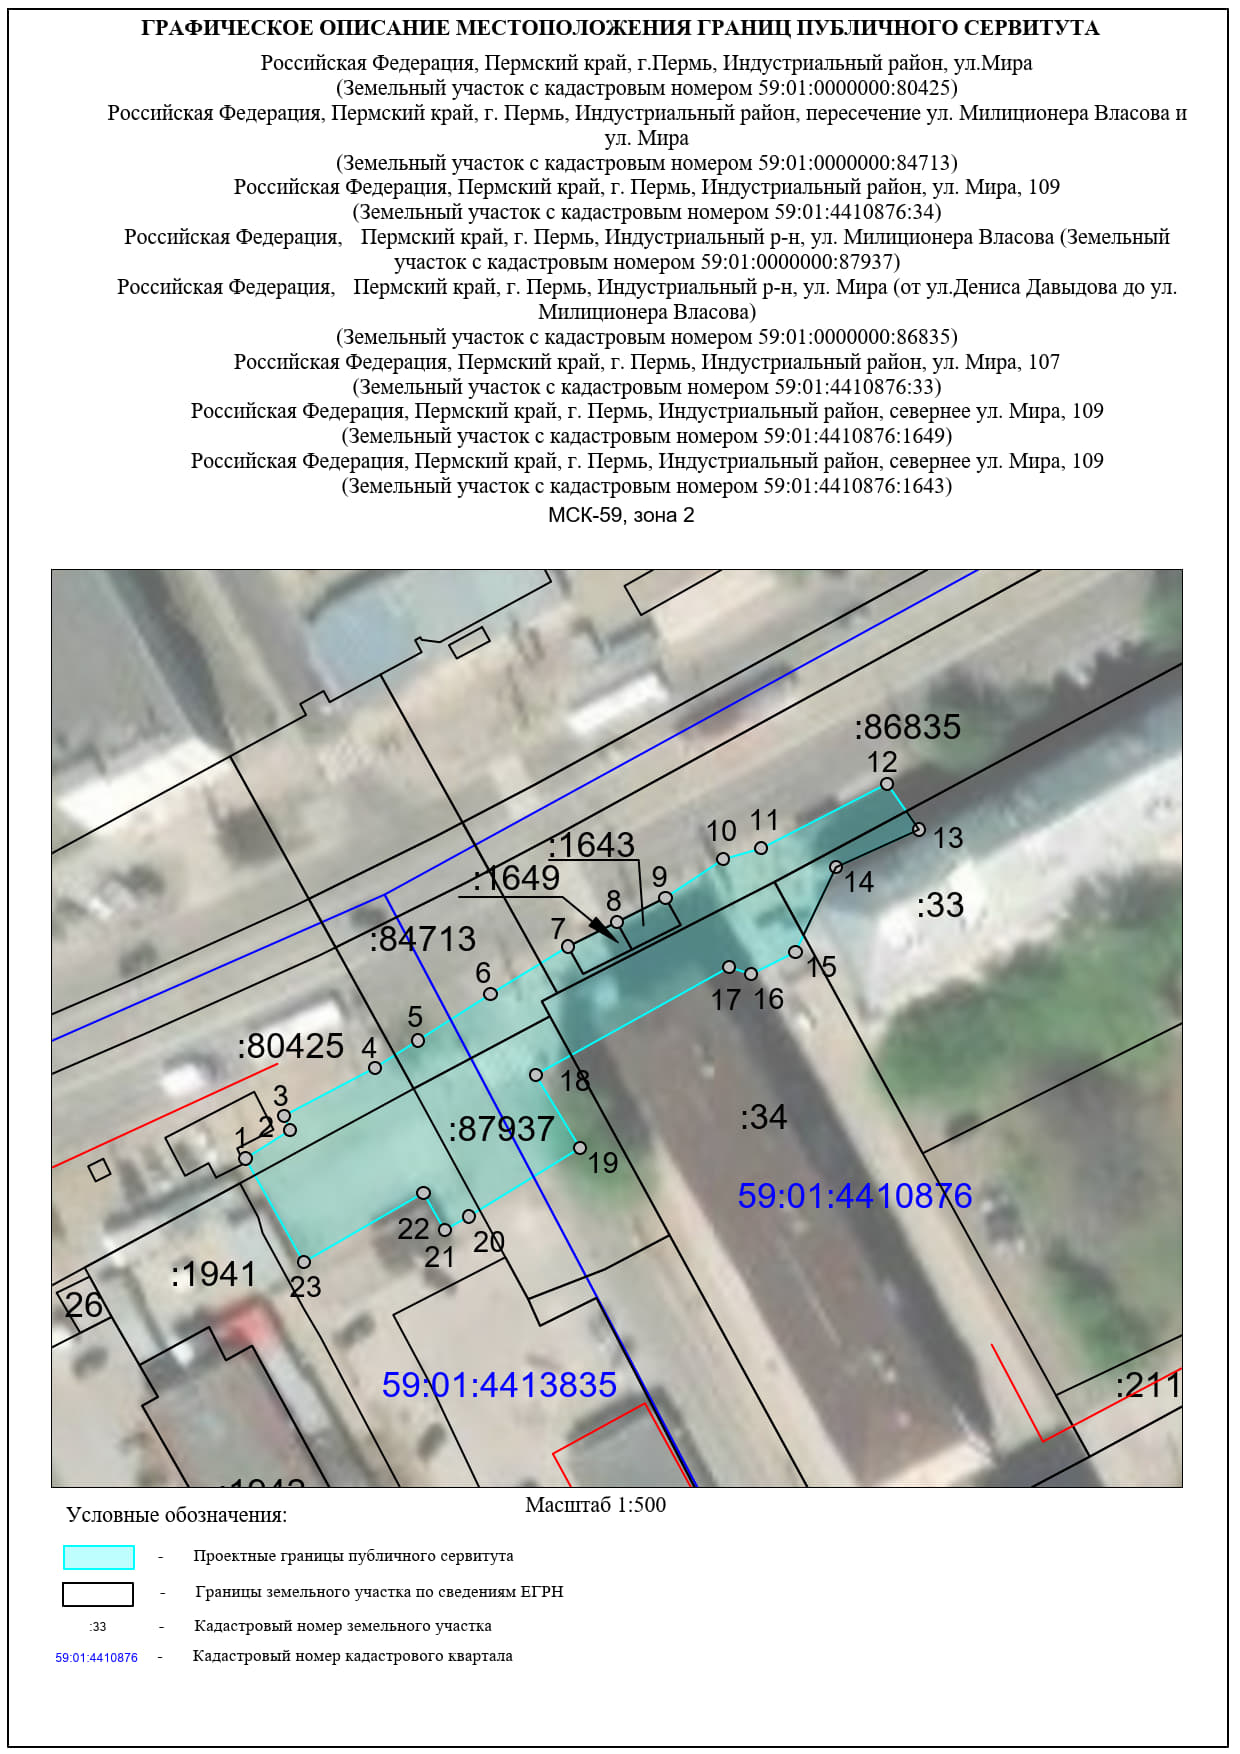 ГРАФИЧЕСКОЕ ОПИСАНИЕ МЕСТОПОЛОЖЕНИЯ ГРАНИЦ ПУБЛИЧНОГО СЕРВИТУТА
Российская Федерация, Пермский край, г.Пермь, Индустриальный район, ул.Мира
(Земельный участок с кадастровым номером 59:01:0000000:80425)
Российская Федерация, Пермский край, г. Пермь, Индустриальный район, пересечение ул. Милиционера Власова и
ул. Мира
(Земельный участок с кадастровым номером 59:01:0000000:84713)
Российская Федерация, Пермский край, г. Пермь, Индустриальный район, ул. Мира, 109
(Земельный участок с кадастровым номером 59:01:4410876:34)
Российская Федерация, Пермский край, г. Пермь, Индустриальный р-н, ул. Милиционера Власова (Земельный
участок с кадастровым номером 59:01:0000000:87937)
Российская Федерация, Пермский край, г. Пермь, Индустриальный р-н, ул. Мира (от ул.Дениса Давыдова до ул.
Милиционера Власова)
(Земельный участок с кадастровым номером 59:01:0000000:86835)
Российская Федерация, Пермский край, г. Пермь, Индустриальный район, ул. Мира, 107
(Земельный участок с кадастровым номером 59:01:4410876:33)
Российская Федерация, Пермский край, г. Пермь, Индустриальный район, севернее ул. Мира, 109
(Земельный участок с кадастровым номером 59:01:4410876:1649)
Российская Федерация, Пермский край, г. Пермь, Индустриальный район, севернее ул. Мира, 109
(Земельный участок с кадастровым номером 59:01:4410876:1643)
МСК-59, зона 2
:86835
12
10
11
13
:1643
:1649
9
14
8
:33
7
:84713
15
6
17
16
5
:80425
4
18
3
2
1
:87937
:34
19
59:01:4410876
22
20
21
:1941
23
26
59:01:4413835
:211
Масштаб 1:500
Условные обозначения:
- Проектные границы публичного сервитута
- Границы земельного участка по сведениям ЕГРН
:33 - Кадастровый номер земельного участка
59:01:4410876 - Кадастровый номер кадастрового квартала